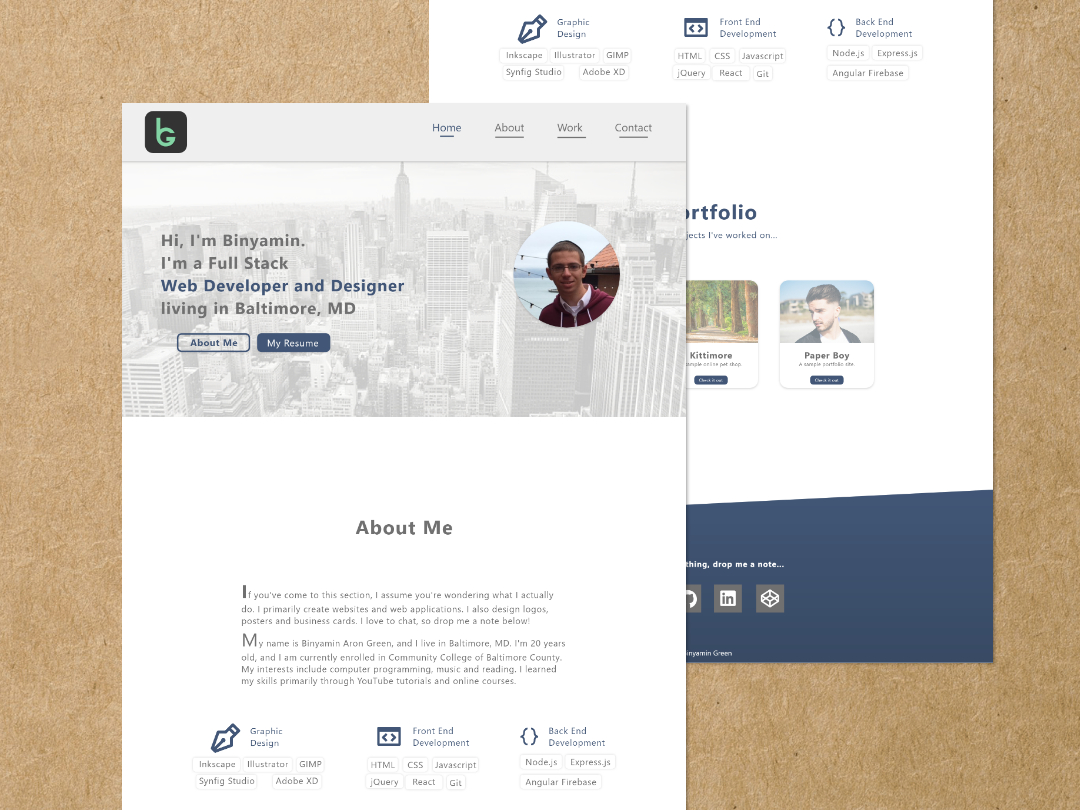 Graphic
Design
Inkscape Illustrator GIMP
Synfig Studio Adobe XD
Front End
Development
HTML CSS Javascript
jQuery React Git
Back End
Development
Node.js Express.js
Angular Firebase
Home About Work Contact
Hi, I'm Binyamin.
I'm a Full Stack
Web Developer and Designer
living in Baltimore, MD
About Me My Resume
ortfolio
jects I've worked on...
Kittimore
ample online pet shop
Check it out
Paper Boy
A sample portfolio site
Check it out
About Me
If you've come to this section, I assume you're wondering what I actually
do. I primarily create websites and web applications. I also design logos,
posters and business cards. I love to chat, so drop me a note below!
My name is Binyamin Aron Green, and I live in Baltimore, MD. I'm 20 years
old, and I am currently enrolled in Community College of Baltimore County.
My interests include computer programming, music and reading. I learned
my skills primarily through YouTube tutorials and online courses.
thing, drop me a note...
in
inyamin Green
Graphic
Design
Inkscape Illustrator GIMP
Synfig Studio Adobe XD
Front End
Development
HTML CSS Javascript
jQuery React Git
Back End
Development
Node.js Express.js
Angular Firebase